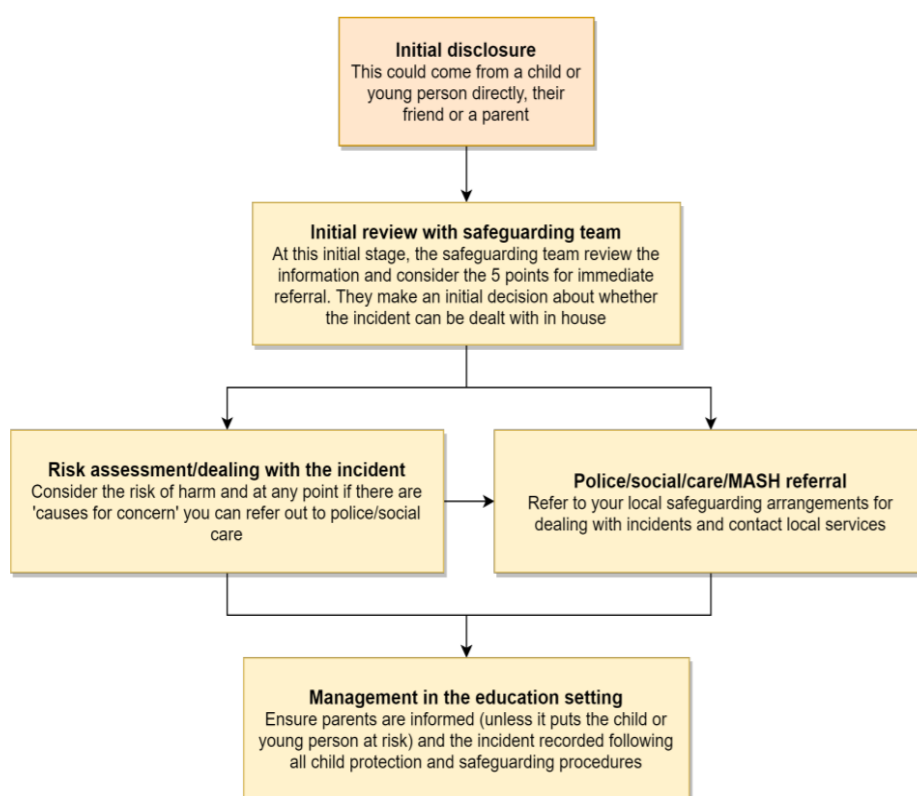 Initial disclosure
This could come from a child or
young person directly, their
friend or a parent
Initial review with safeguarding team
At this initial stage, the safeguarding team review the
information and consider the 5 points for immediate
referral. They make an initial decision about whether
the incident can be dealt with in house
Risk assessment/dealing with the incident
Consider the risk of harm and at any point if there are
'causes for concern' you can refer out to police/social
care
Police/social/care/MASH referral
Refer to your local safeguarding arrangements for
dealing with incidents and contact local services
Management in the education setting
Ensure parents are informed (unless it puts the child or
young person at risk) and the incident recorded following
all child protection and safeguarding procedures